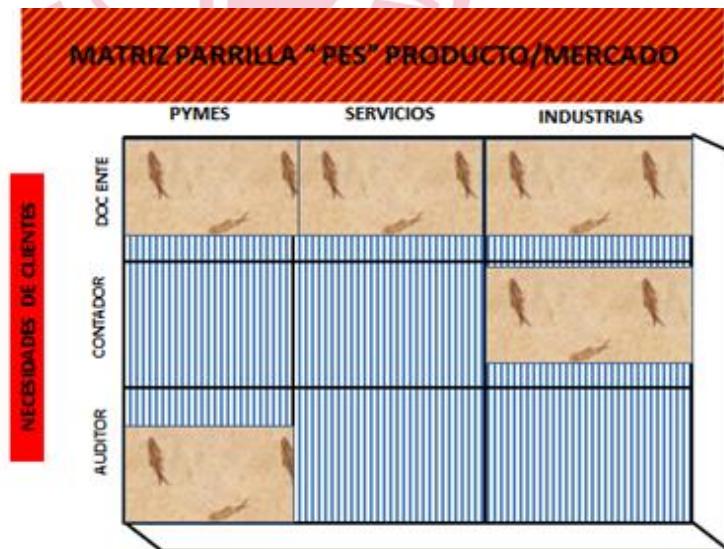 MATRIZ PARRILLA “ PES” PRODUCTO/MERCADO
PYMES SERVICIOS INDUSTRIAS
NECESIDADES DE CLIENTES
DOC ENTE
CONTADOR
AUDITOR